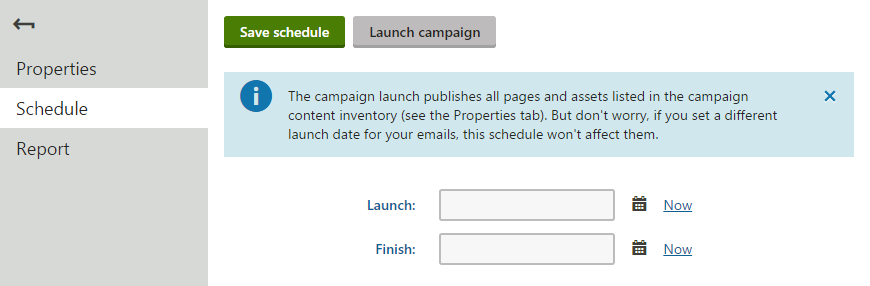 Save schedule
Launch campaign
Properties
Schedule
Report
The campaign launch publishes all pages and assets listed in the campaign
content inventory (see the Properties tab). But don't worry, if you set a different
launch date for your emails, this schedule won't affect them.
Launch:
Now
Finish:
Now